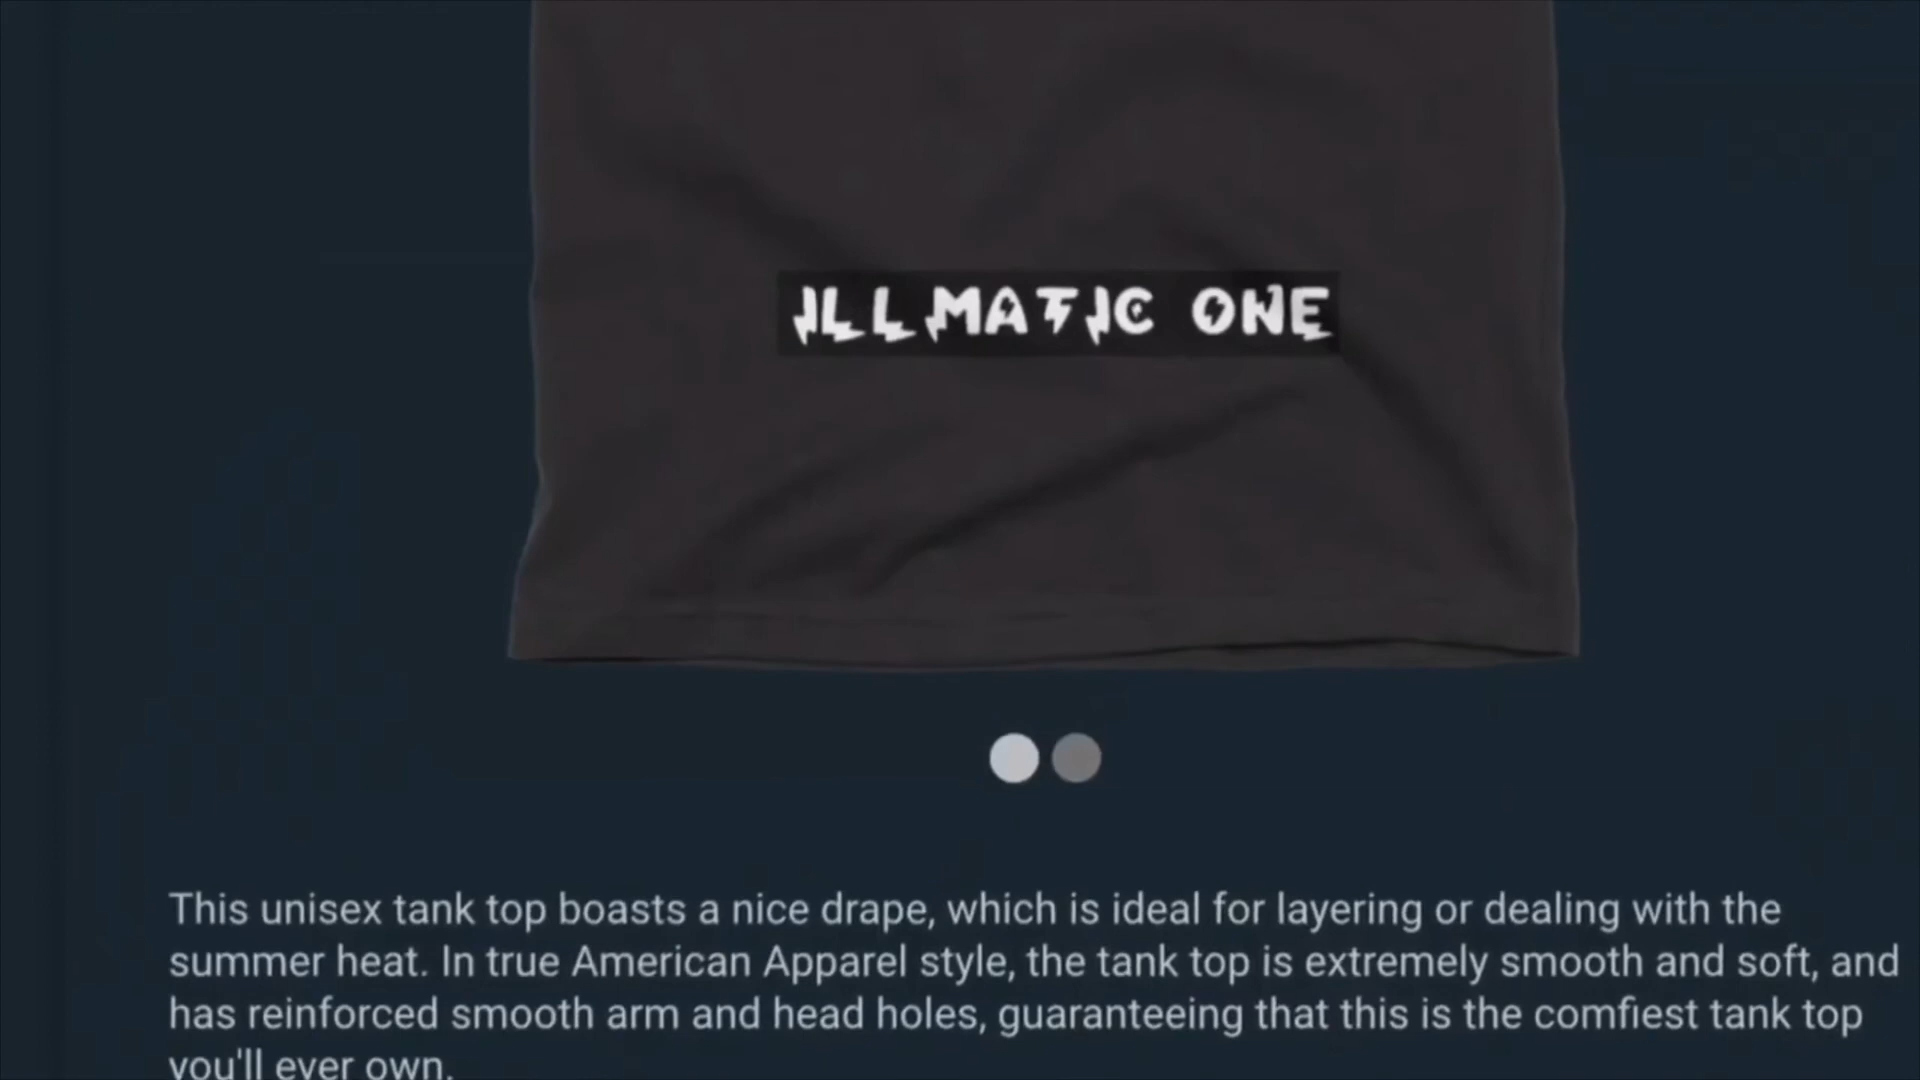 ILLMATIC ONE
This unisex tank top boasts a nice drape, which is ideal for layering or dealing with the
summer heat. In true American Apparel style, the tank top is extremely smooth and soft, and
has reinforced smooth arm and head holes, guaranteeing that this is the comfiest tank top
you'll ever own.